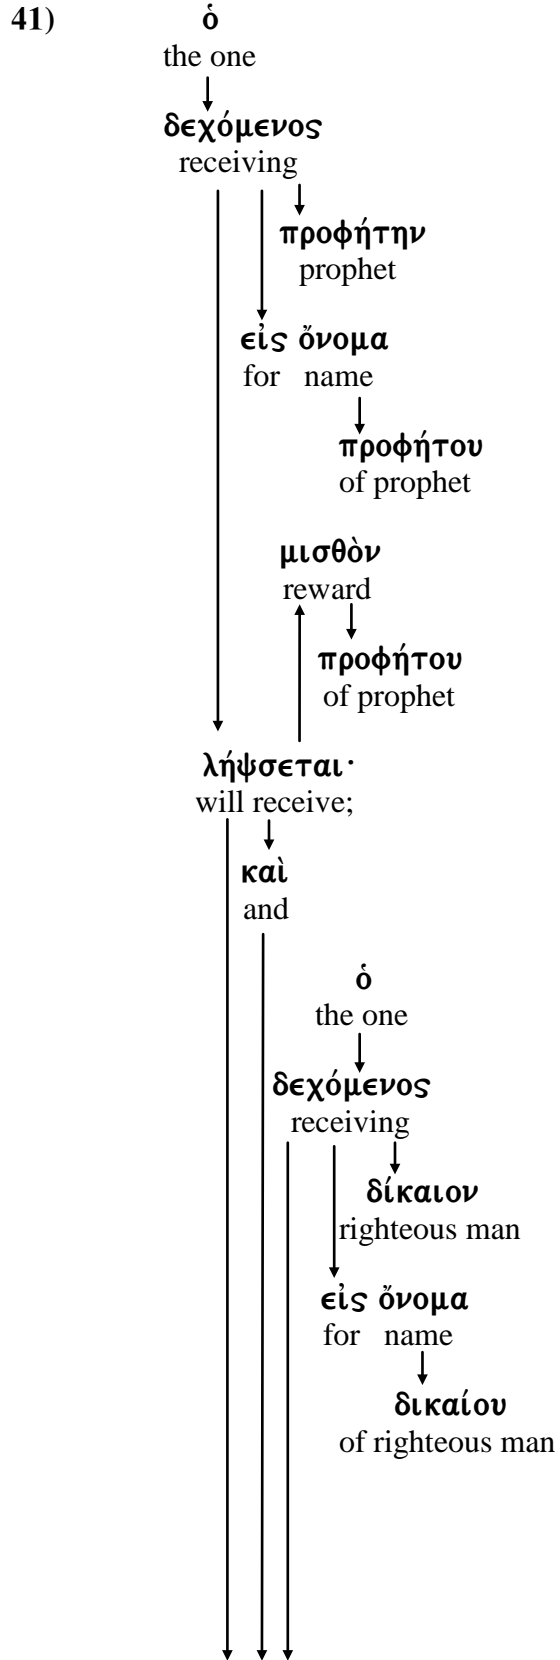 41) ὁ
the one
δεχόμενος
receiving
προφήτην
prophet
εἰς ὄνομα
for name
προφήτου
of prophet
μισθὸν
reward
προφήτου
of prophet
λήψσεται·
will receive;
καὶ
and
ὁ
the one
δεχόμενος
receiving
δίκαιον
righteous man
εἰς ὄνομα
for name
δικαίου
of righteous man